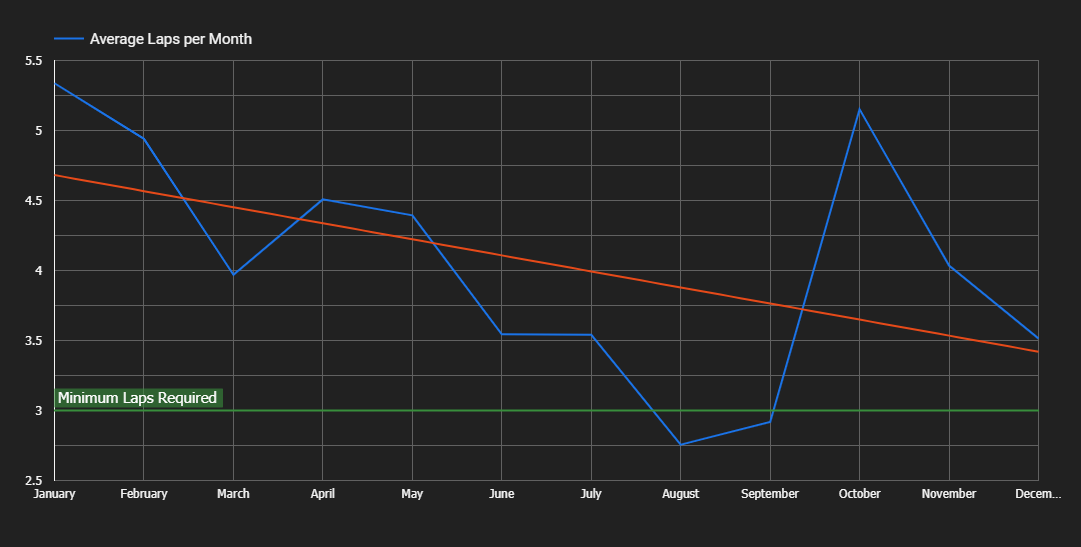 Average Laps per Month
5.5
5
4.5
4
3.5
Minimum Laps Required
3
2.5
January February March April May June July August September October November Decem...